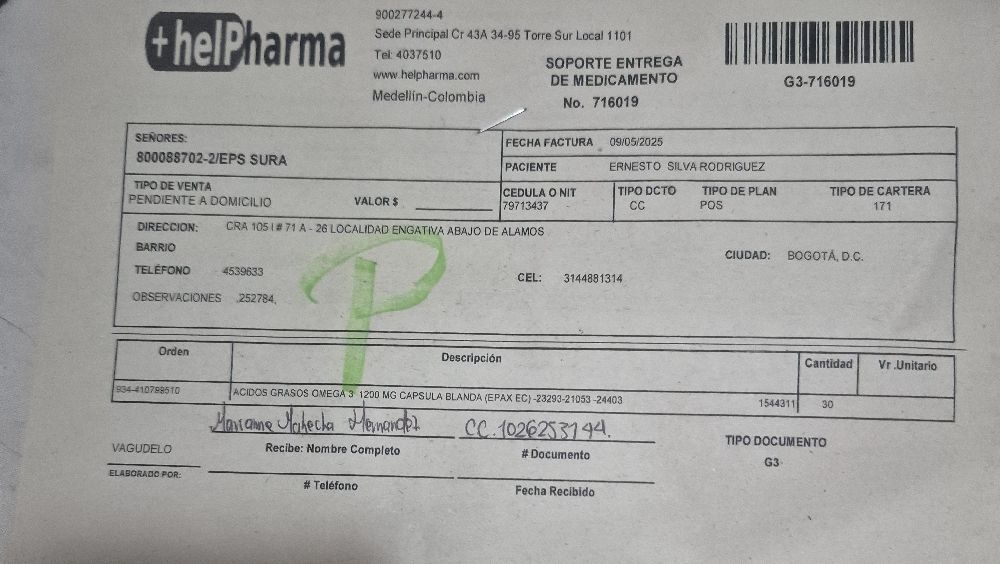 +helPharma
900277244-4
Sede Principal Cr 43A 34-95 Torre Sur Local 1101
Tel: 4037510
www.helpharma.com
Medellín-Colombia
SOPORTE ENTREGA
DE MEDICAMENTO
No. 716019
G3-716019
SEÑORES:
800088702-2/EPS SURA
FECHA FACTURA 09/05/2025
PACIENTE ERNESTO SILVA RODRIGUEZ
TIPO DE VENTA
PENDIENTE A DOMICILIO
VALOR $
CEDULA O NIT TIPO DCTO TIPO DE PLAN TIPO DE CARTERA
79713437 CC POS 171
DIRECCION: CRA 105 I # 71 A - 26 LOCALIDAD ENGATIVA ABAJO DE ALAMOS
BARRIO
CIUDAD: BOGOTÁ, D.C.
TELÉFONO 4539633
CEL: 3144881314
OBSERVACIONES ,252784,
P
Orden Descripción Cantidad Vr .Unitario
934-410799510 ACIDOS GRASOS OMEGA 3 1200 MG CAPSULA BLANDA (EPAX EC) -23293-21053 -24403 1544311 30
Marianne Mahecha Hernandez CC.1026253194.
VAGUDELO Recibe: Nombre Completo # Documento TIPO DOCUMENTO
G3
ELABORADO POR: # Teléfono Fecha Recibido